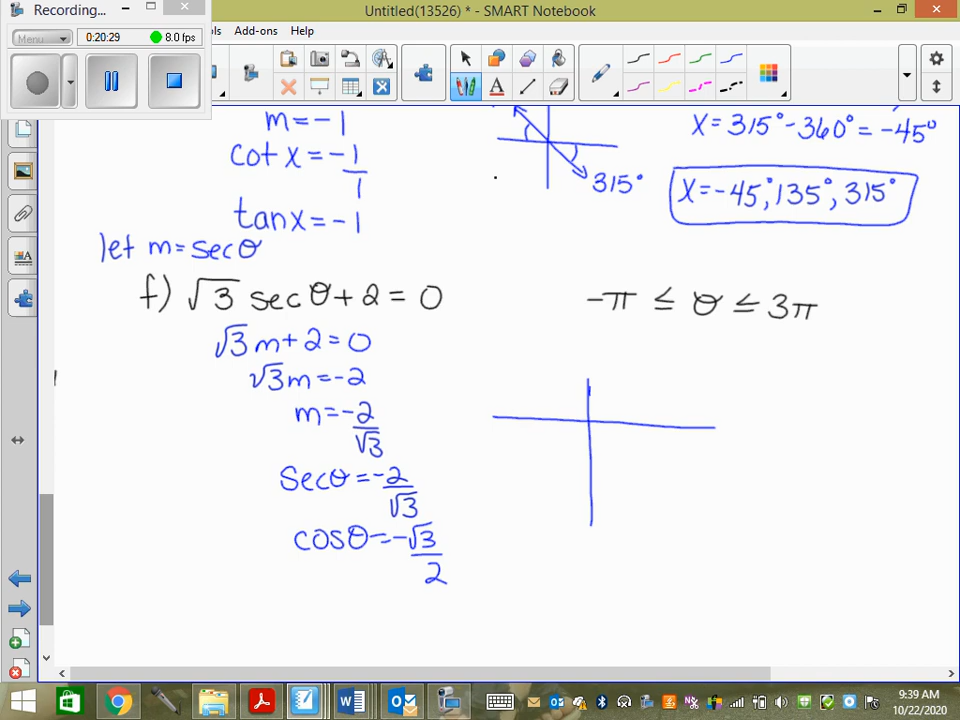 Recording...
Untitled(13526) * - SMART Notebook
Menu
0:20:29
8.0 fps
ols Add-ons Help
m = -1
cot x = -1/1
tan x = -1
315°
x = 315° - 360° = -45°
x = -45°, 135°, 315°
let m = sec θ
f) √3 sec θ + 2 = 0
-π ≤ θ ≤ 3π
√3 m + 2 = 0
√3 m = -2
m = -2/√3
sec θ = -2/√3
cos θ = -√3/2
9:39 AM
10/22/2020